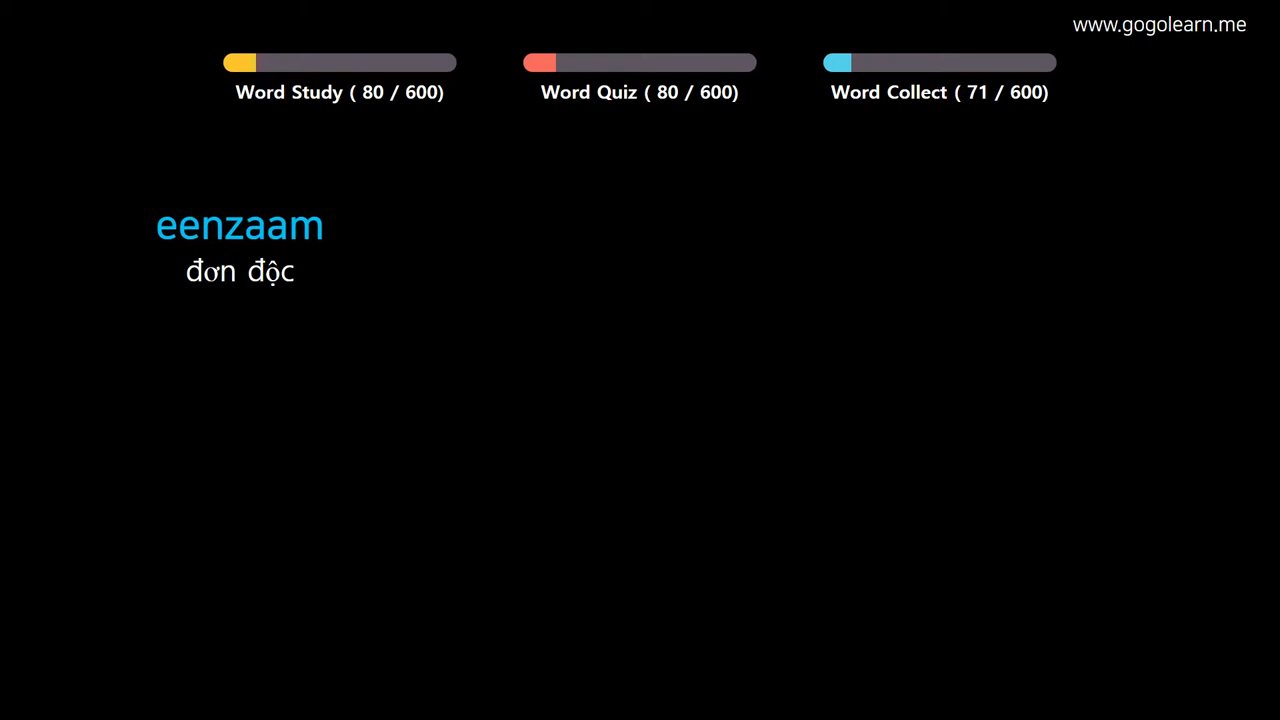 www.gogolearn.me
Word Study ( 80 / 600)
Word Quiz ( 80 / 600)
Word Collect ( 71 / 600)
eenzaam
đơn độc